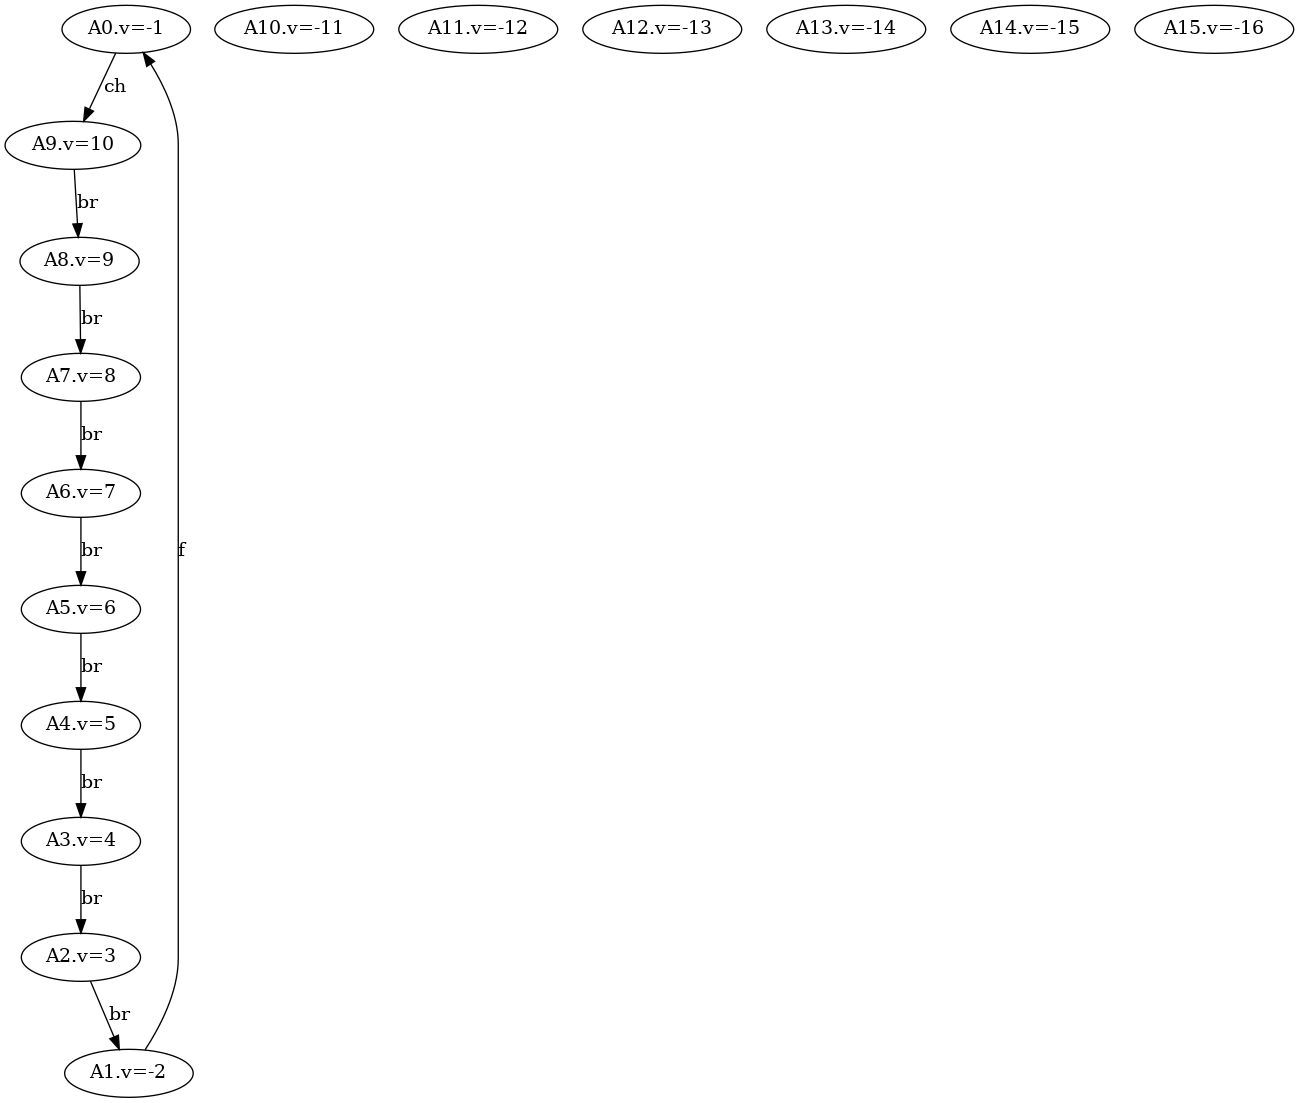 A0.v=-1 A10.v=-11 A11.v=-12 A12.v=-13 A13.v=-14 A14.v=-15 A15.v=-16
ch
A9.v=10
br
A8.v=9
br
A7.v=8
br
A6.v=7
br f
A5.v=6
br
A4.v=5
br
A3.v=4
br
A2.v=3
br
A1.v=-2